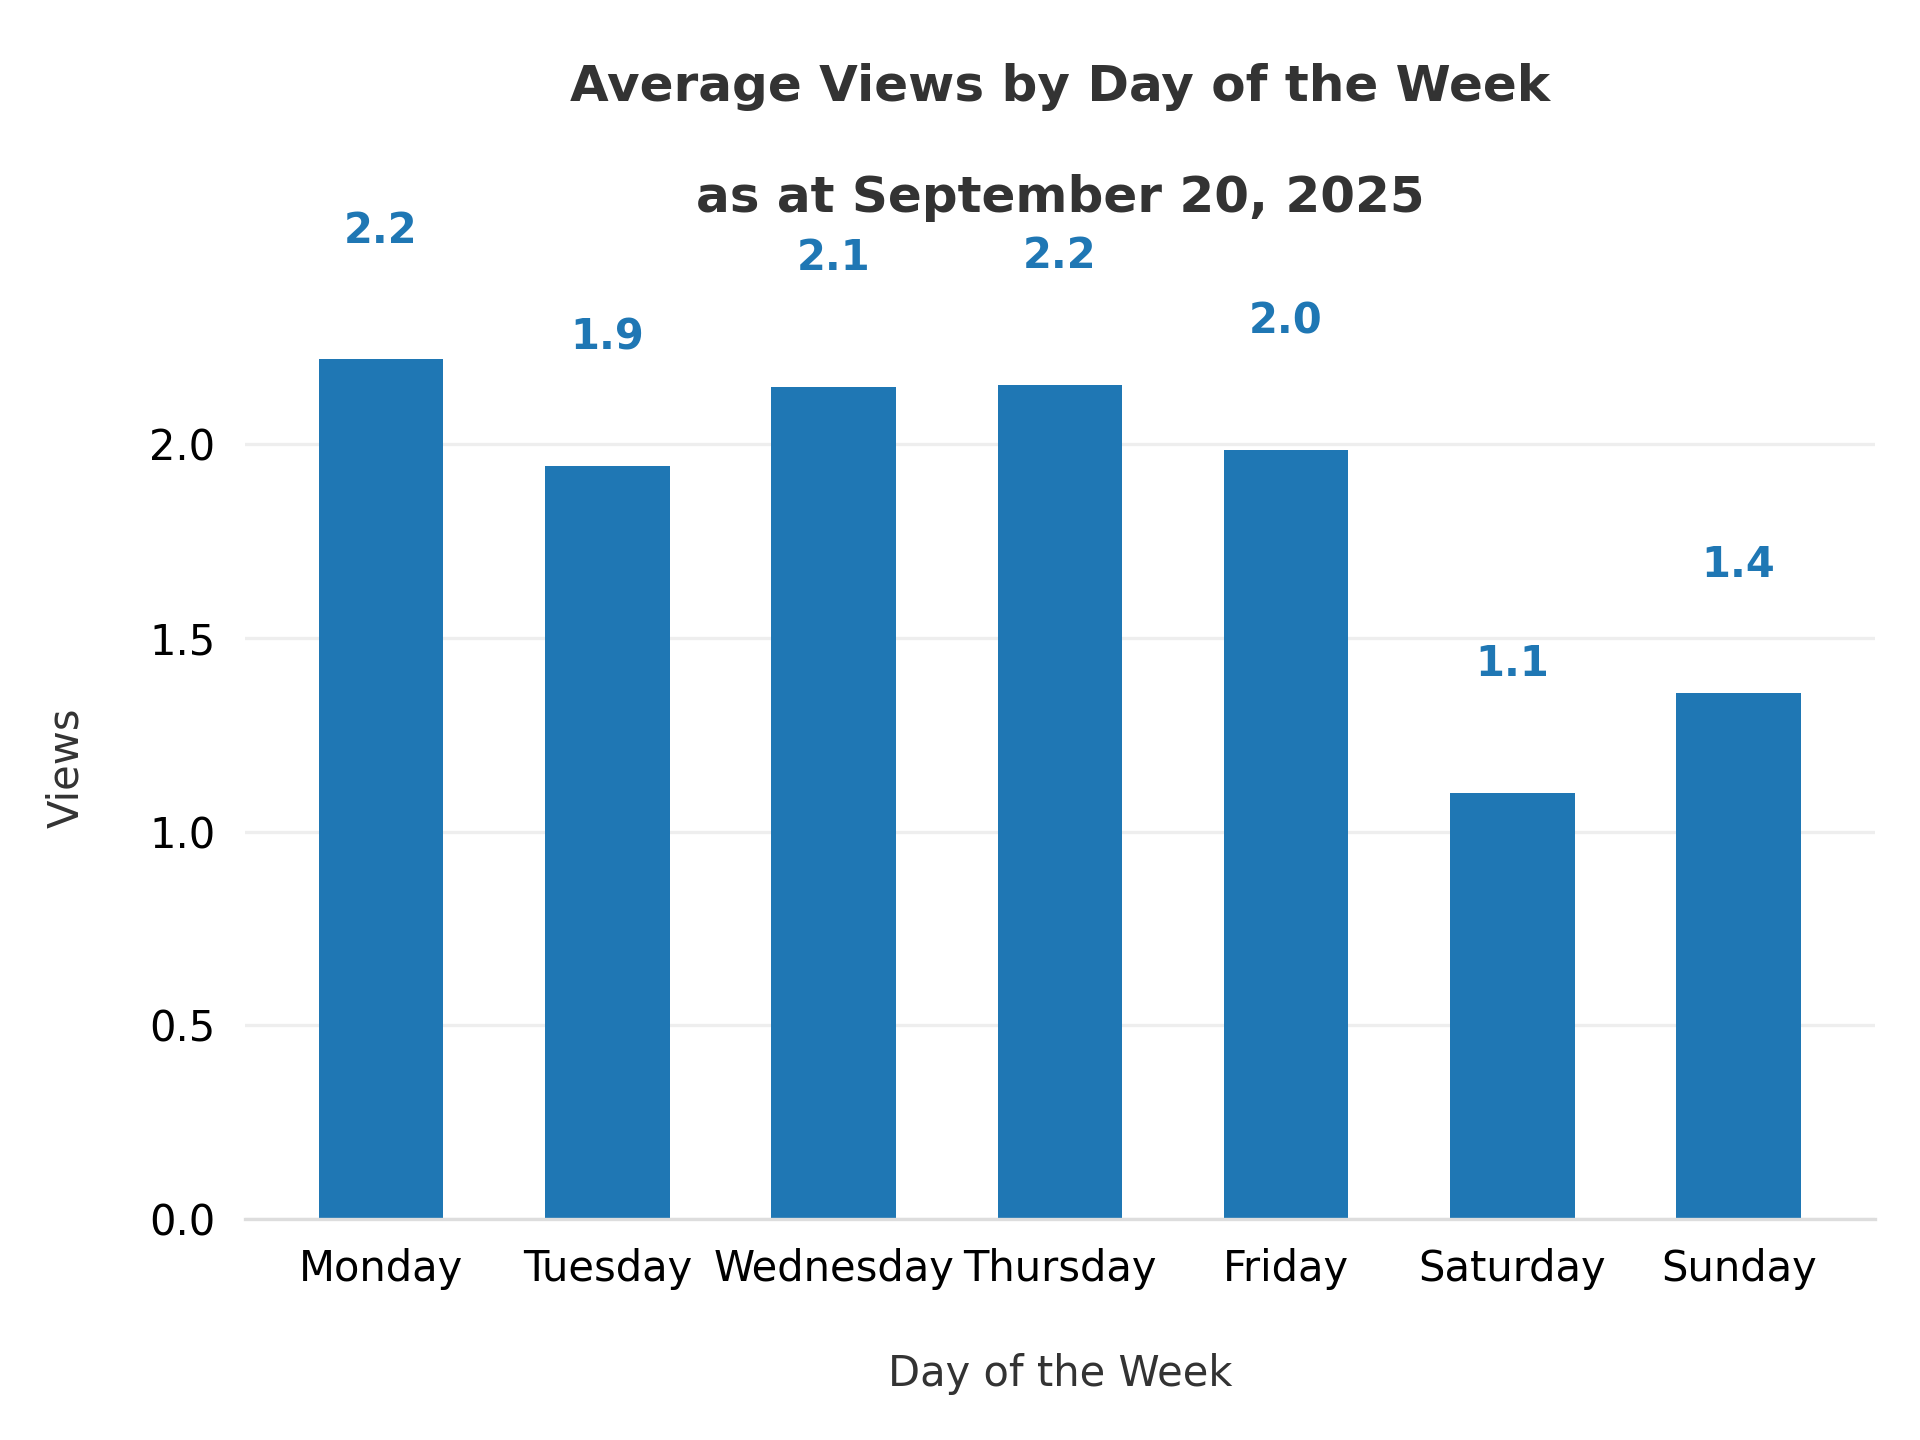 Average Views by Day of the Week
as at September 20, 2025
2.2
1.9
2.1
2.2
2.0
1.1
1.4
2.0
1.5
1.0
0.5
0.0
Views
Monday Tuesday Wednesday Thursday Friday Saturday Sunday
Day of the Week